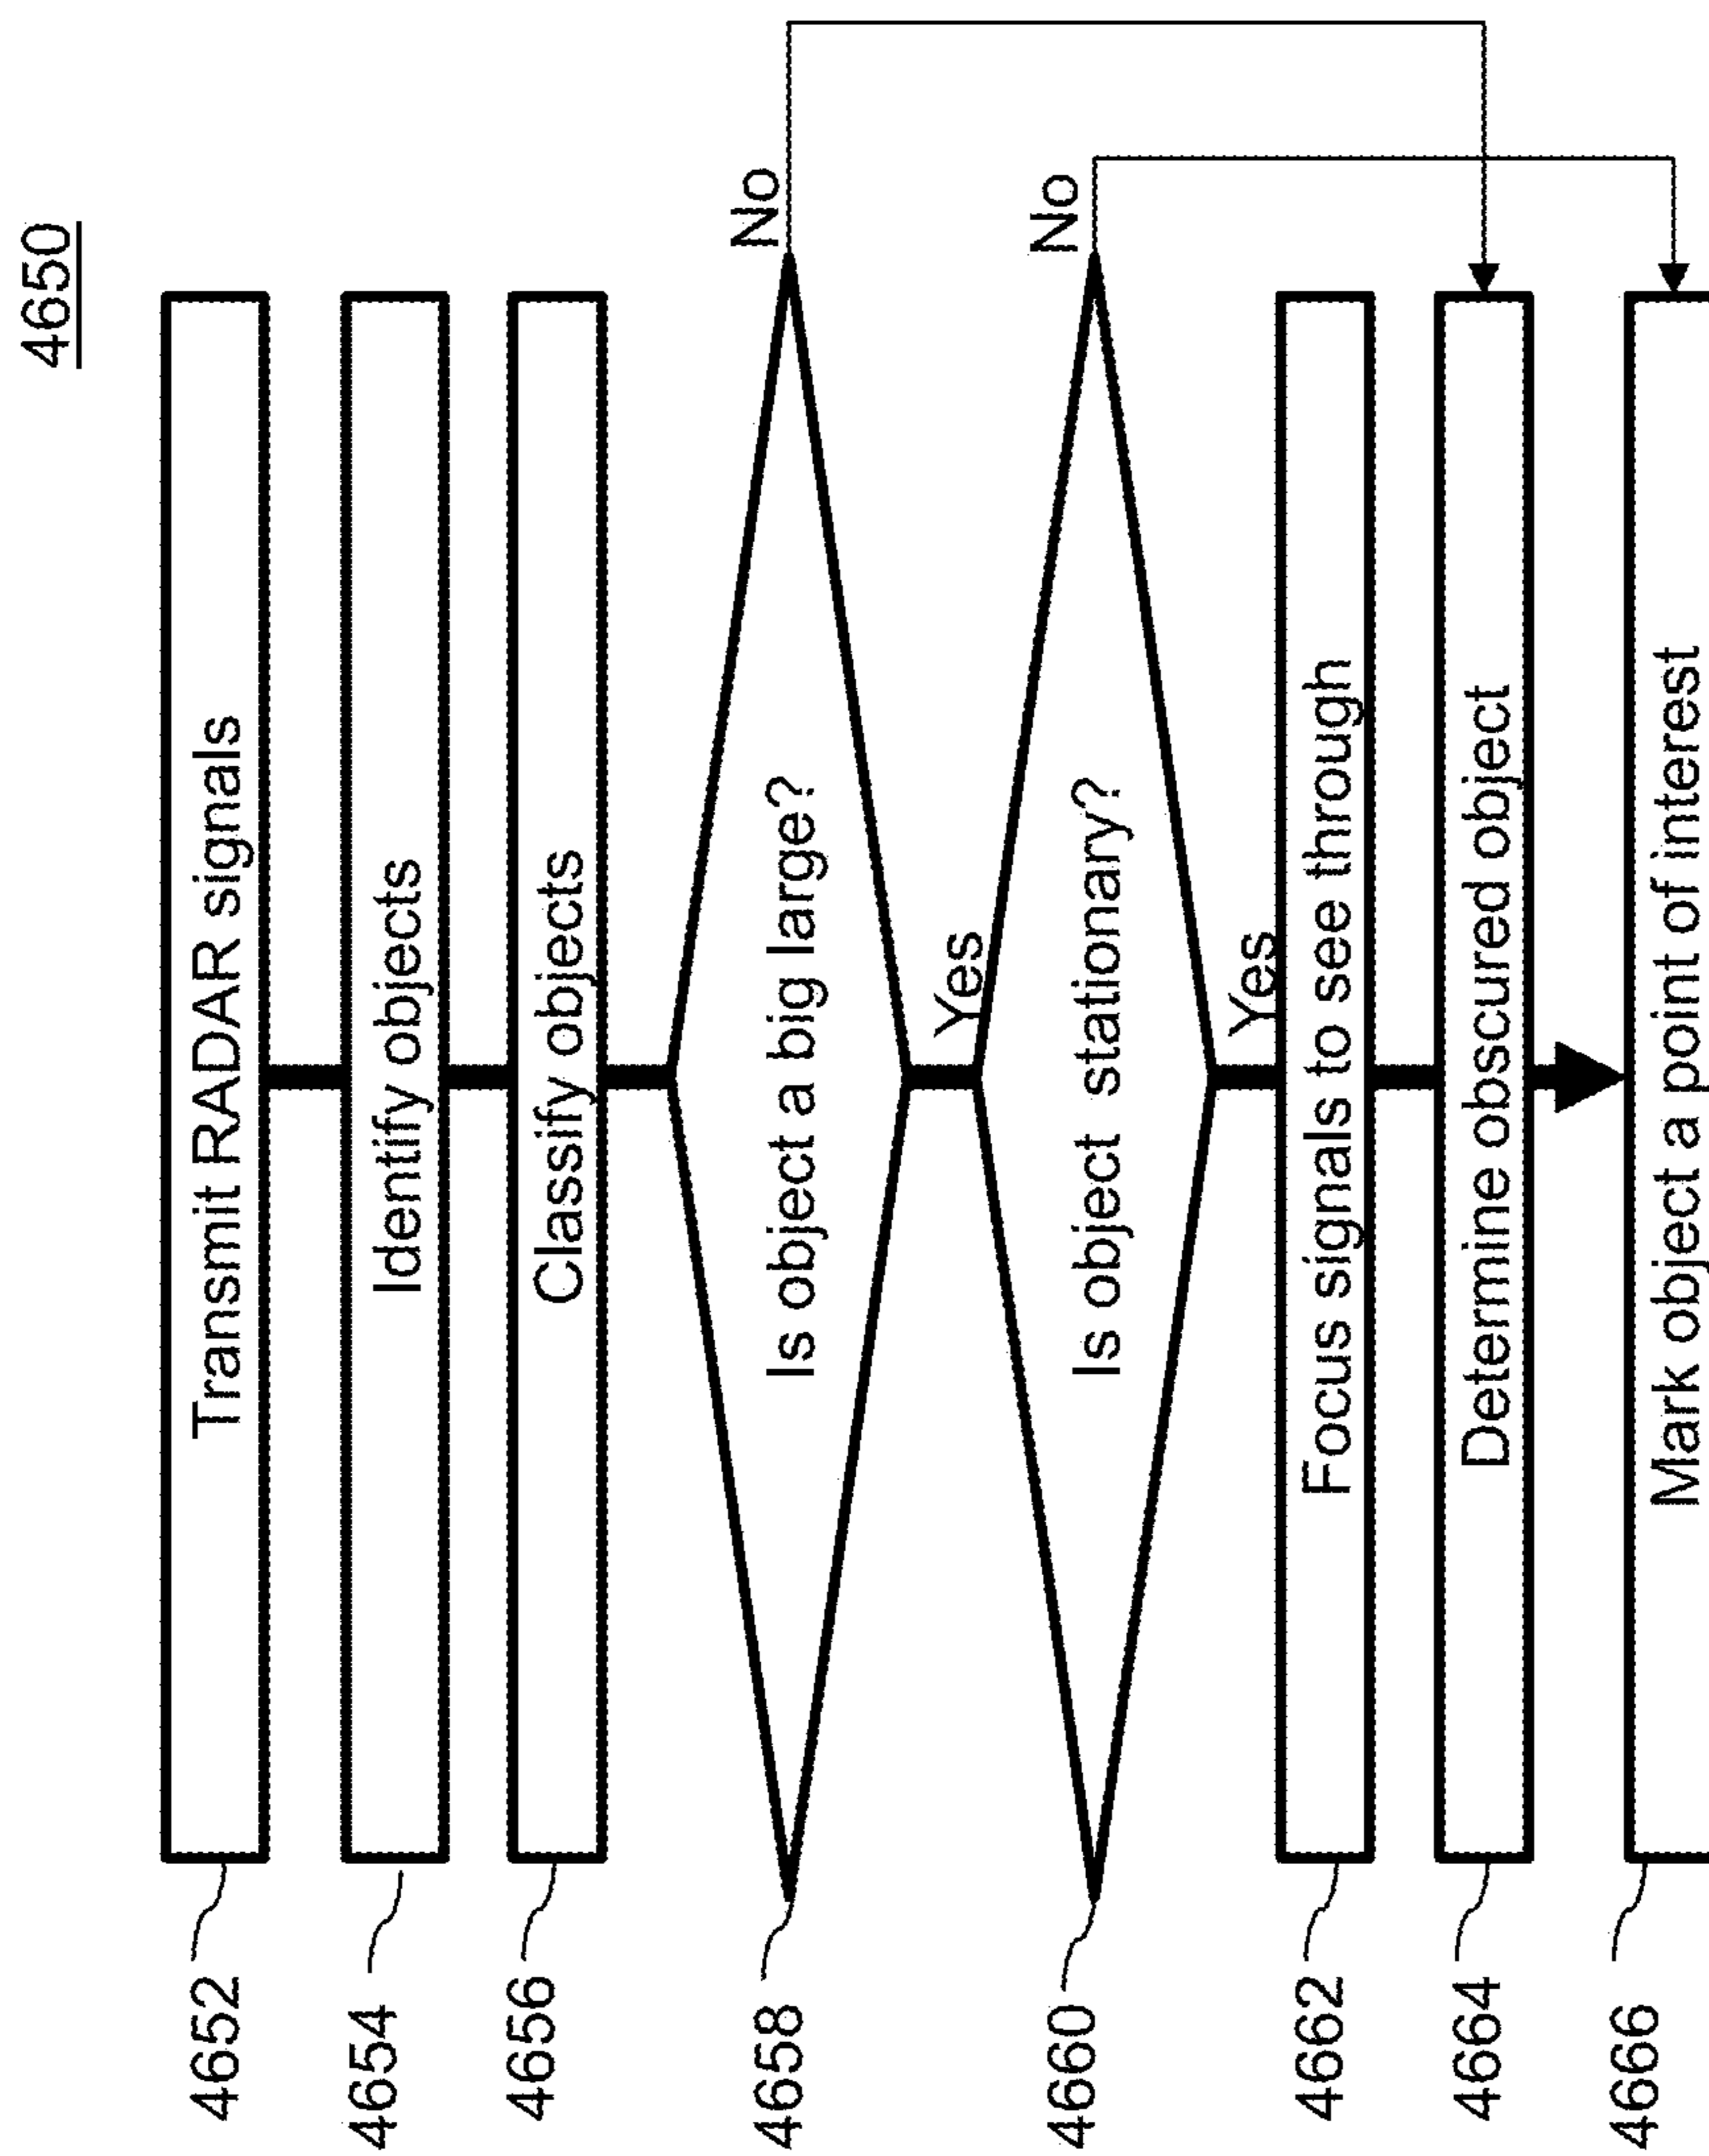 4650
4652
Transmit RADAR signals
4654
Identify objects
4656
Classify objects
4658
Is object a big large?
No
Yes
4660
Is object stationary?
No
Yes
4662
Focus signals to see through
4664
Determine obscured object
4666
Mark object a point of interest